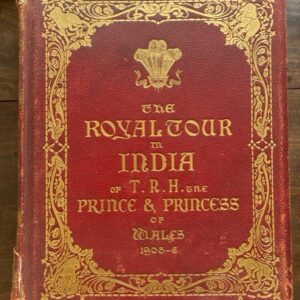 THE
ROYAL TOUR
in
INDIA
OF T.R.H. THE
PRINCE & PRINCESS
OF
WALES
1905-6.